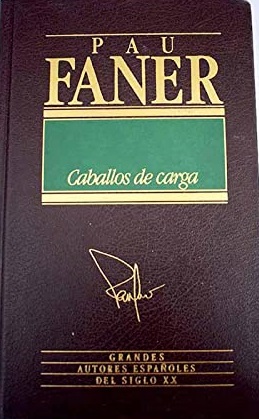 PAU
FANER
Caballos de carga
GRANDES
AUTORES ESPAÑOLES
DEL SIGLO XX